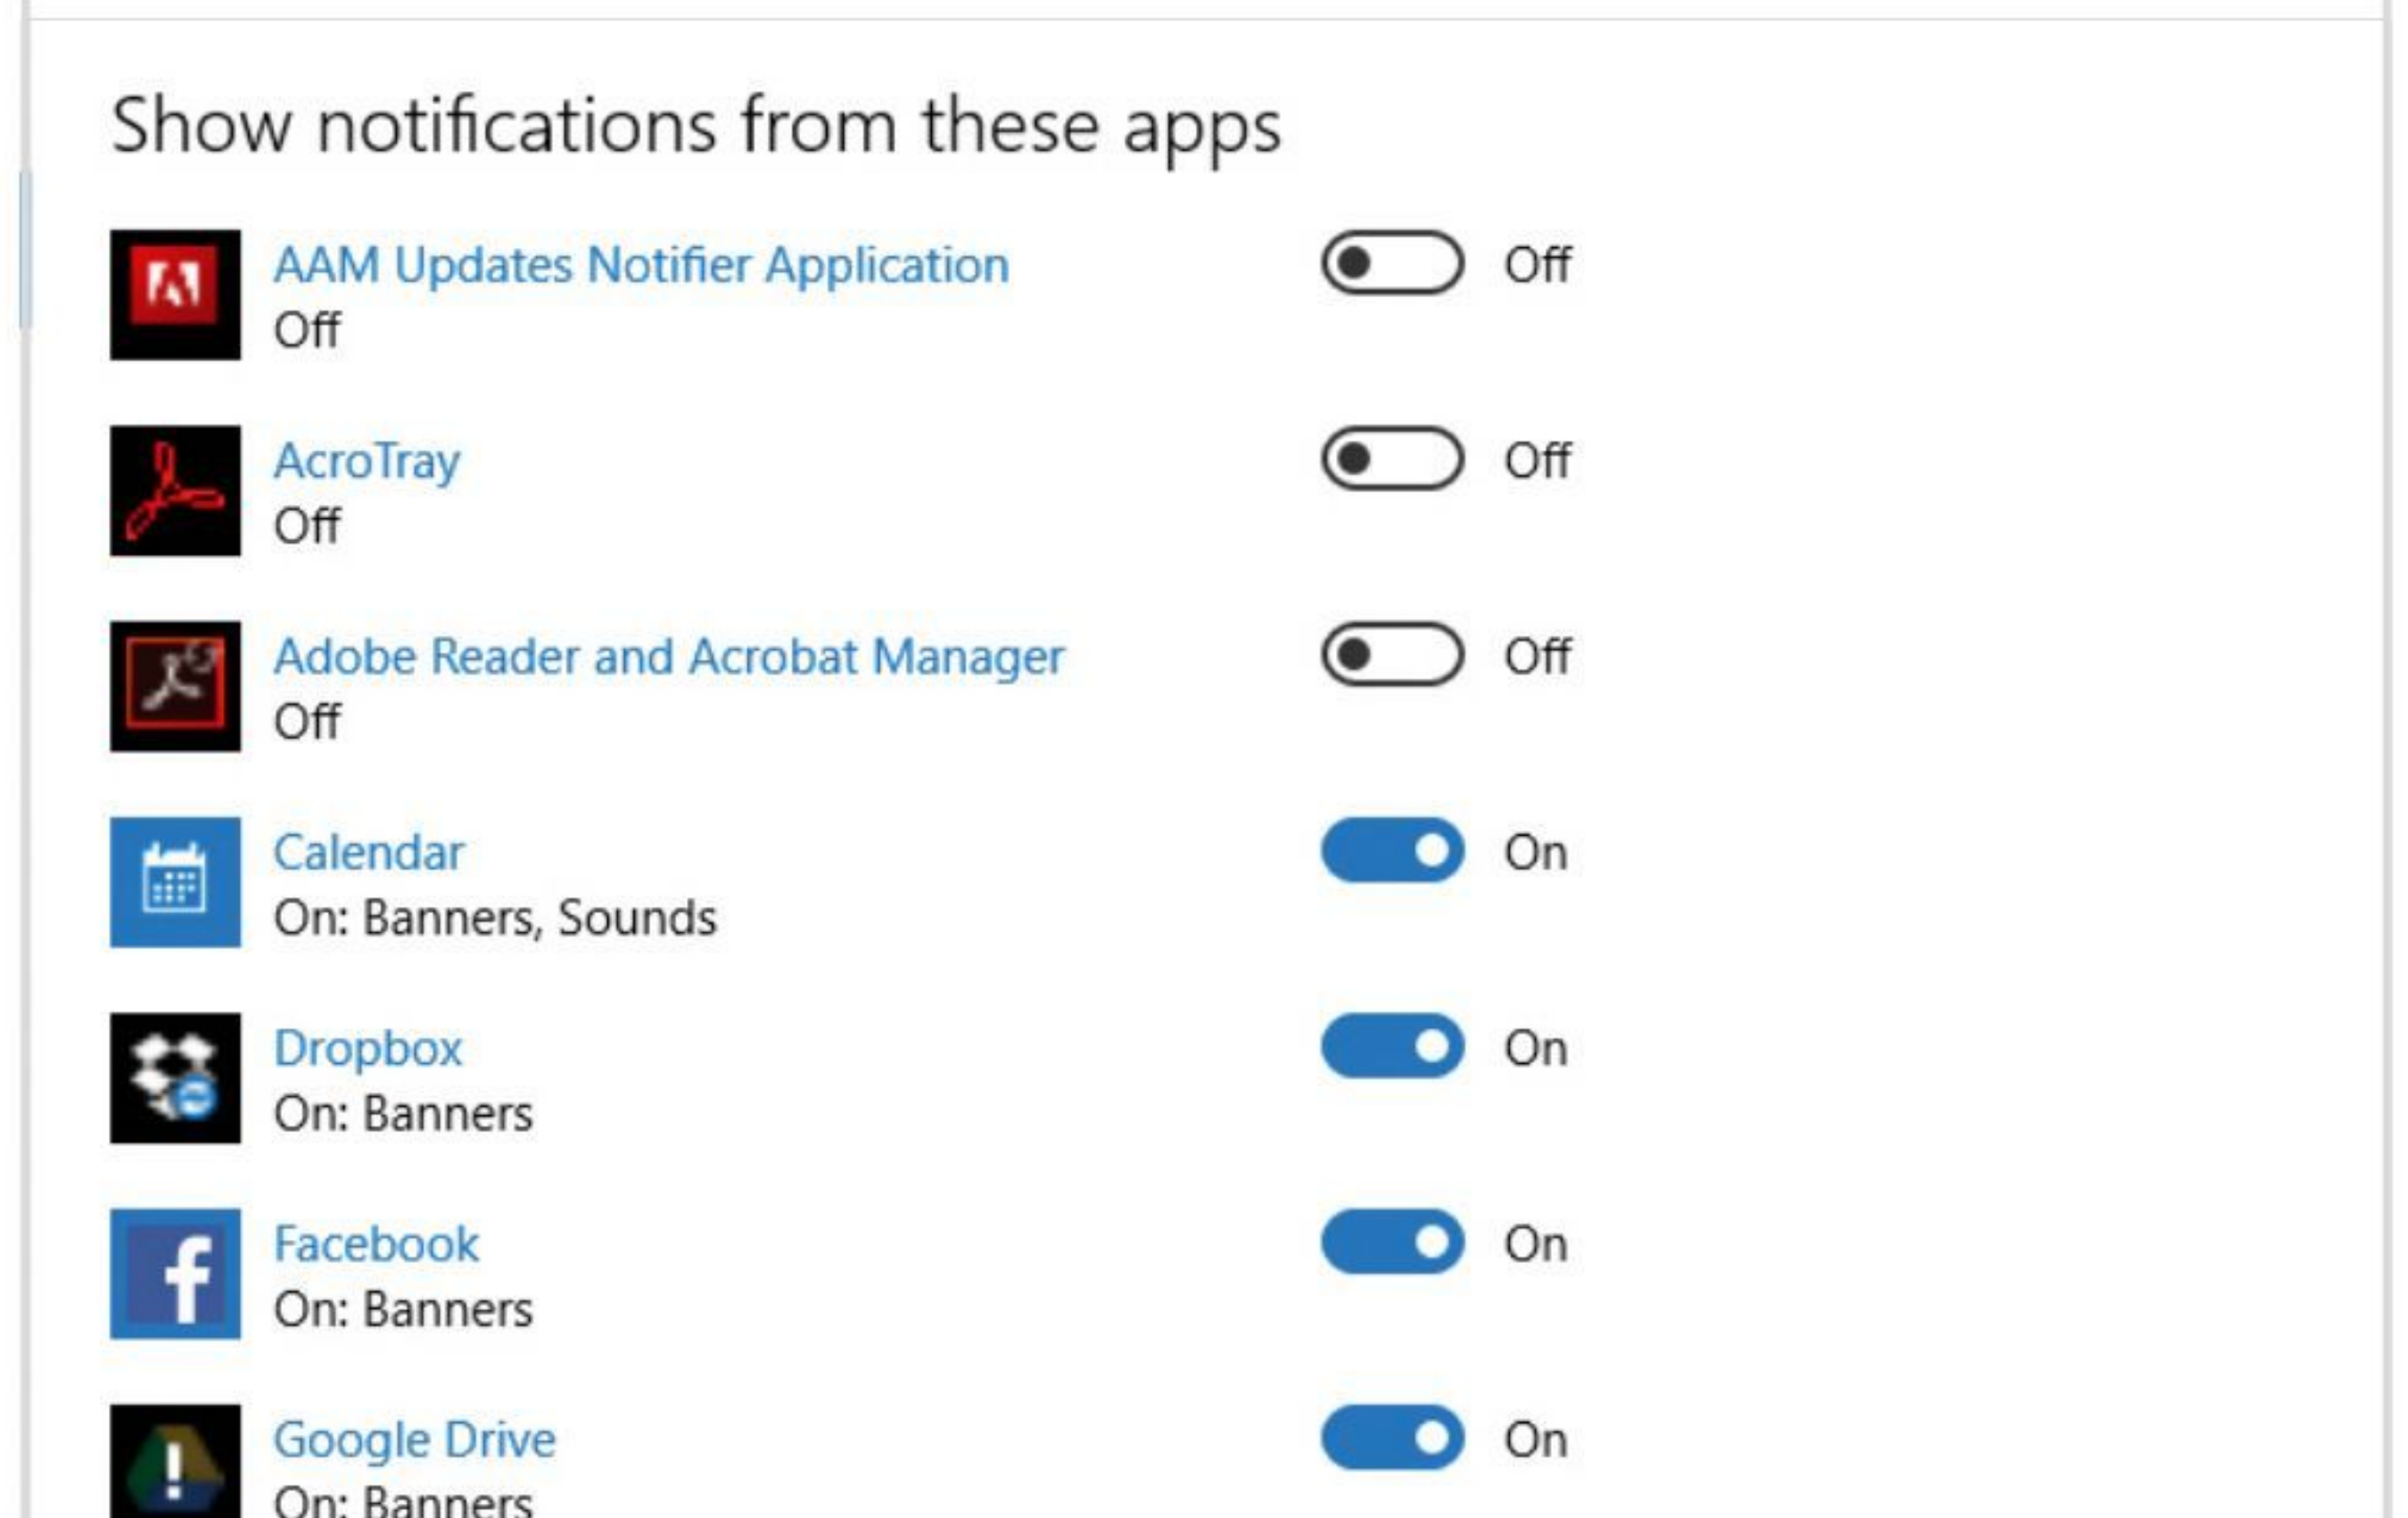 Show notifications from these apps
AAM Updates Notifier Application
Off
Off
AcroTray
Off
Off
Adobe Reader and Acrobat Manager
Off
Off
Calendar
On
On: Banners, Sounds
Dropbox
On
On: Banners
Facebook
On
On: Banners
Google Drive
On
On: Banners